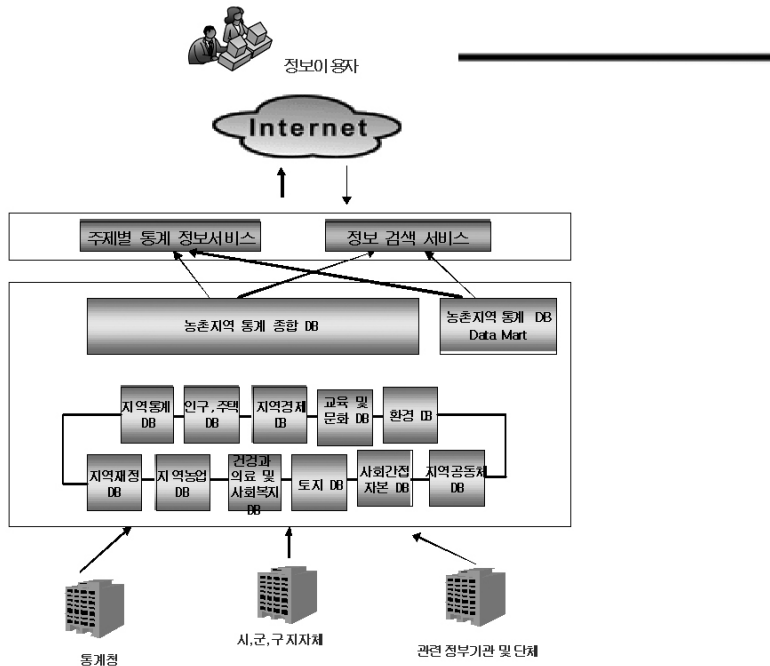 정보이용자
Internet
주제별 통계 정보서비스
정보 검색 서비스
농촌지역 통계 종합 DB
농촌지역 통계 DB
Data Mart
지역통계
DB
인구,주택
DB
지역경제
DB
교육 및
문화 DB
환경 DB
지역재정
DB
지역농업
DB
건강과
의료 및
사회복지
DB
토지 DB
사회간접
자본 DB
지역공동체
DB
통계청
시,군,구 지자체
관련 정부기관 및 단체